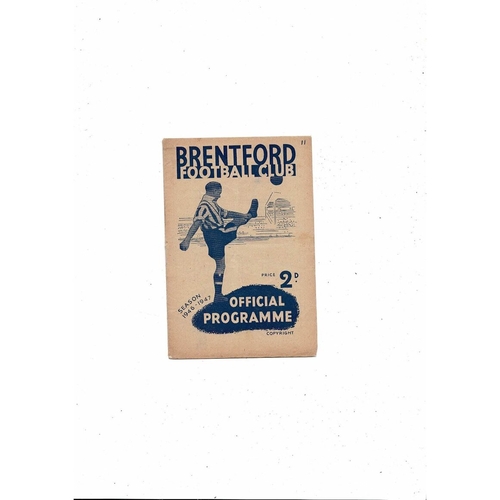 11
BRENTFORD
FOOTBALL CLUB
PRICE 2D.
SEASON
1946-1947
OFFICIAL
PROGRAMME
COPYRIGHT